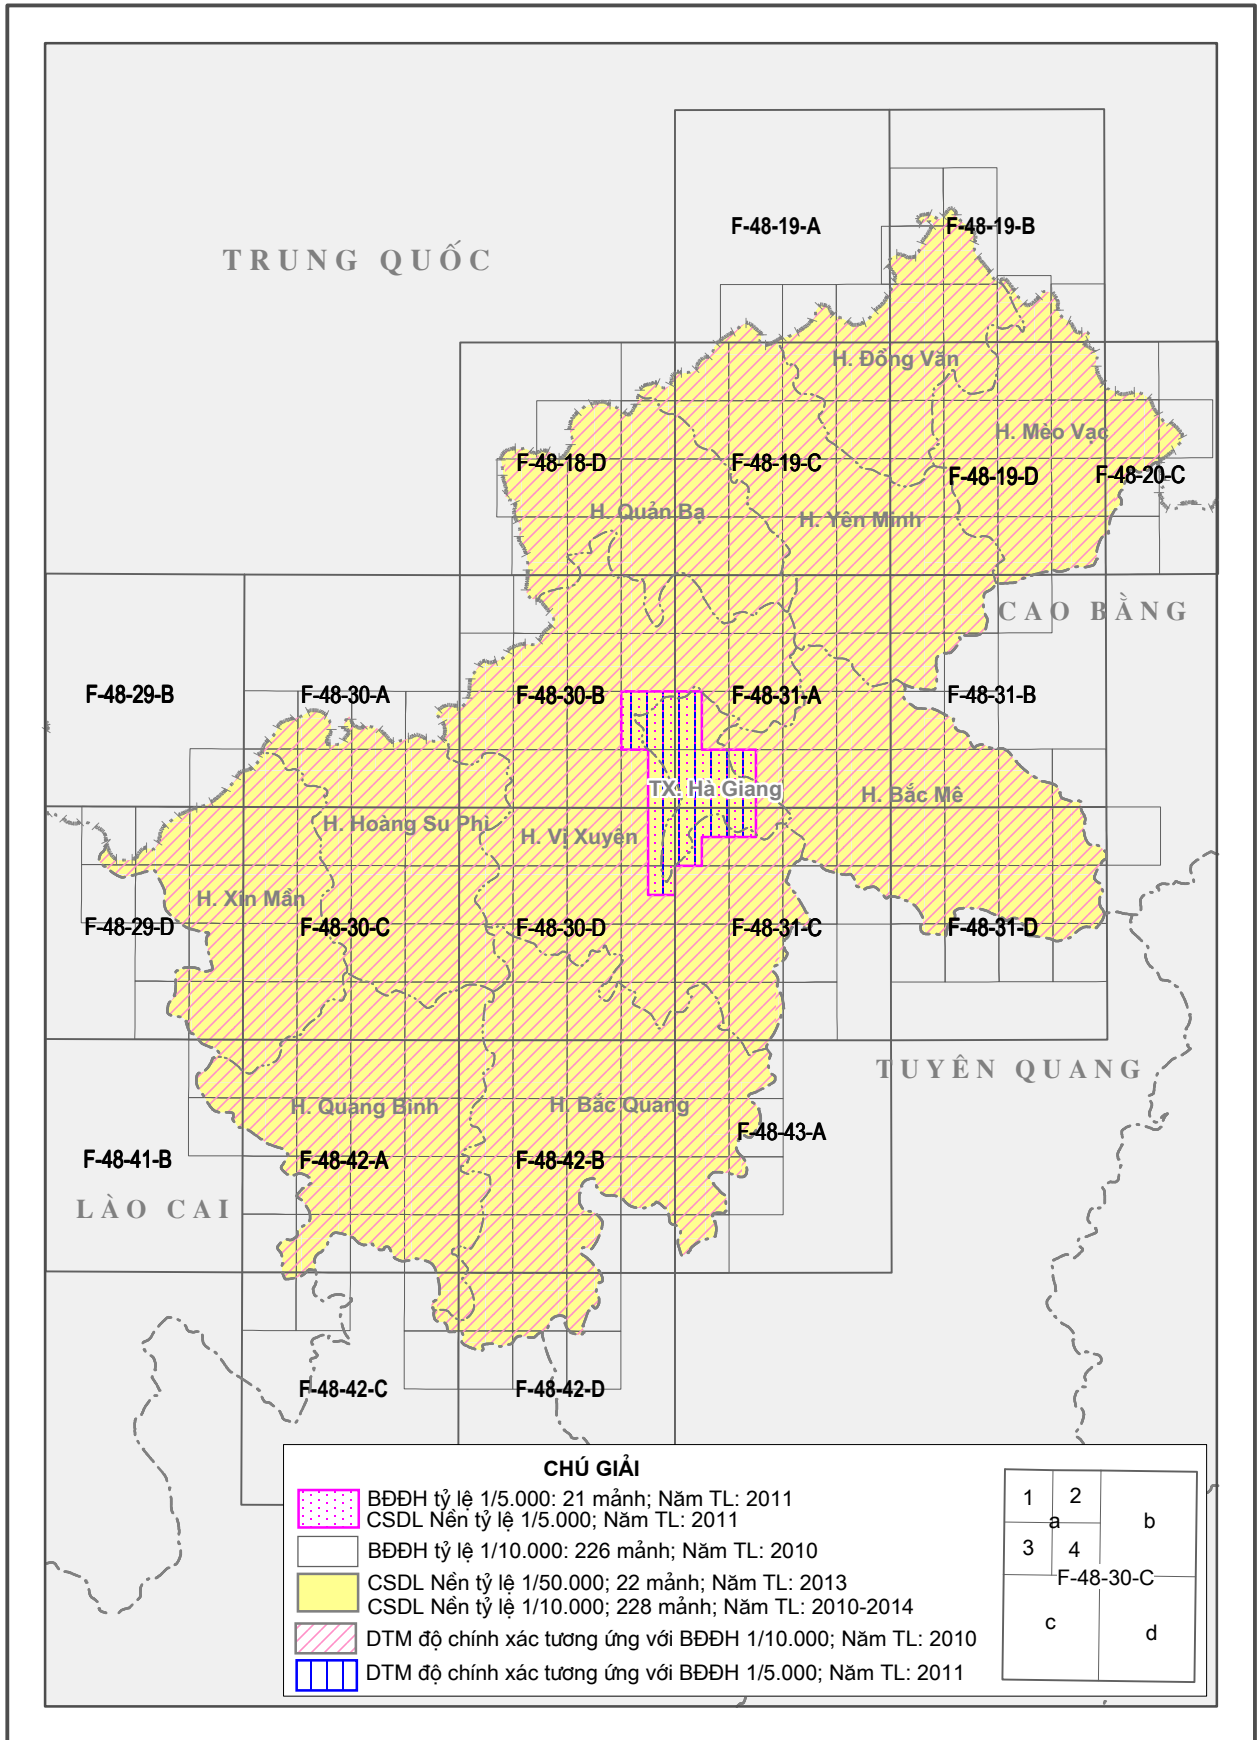 F-48-19-A
F-48-19-B
TRUNG QUỐC
H. Đồng Văn
H. Mèo Vạc
F-48-18-D
F-48-19-C
F-48-19-D
F-48-20-C
H. Quản Bạ
H. Yên Minh
CAO BẰNG
F-48-29-B
F-48-30-A
F-48-30-B
F-48-31-A
F-48-31-B
TX. Hà Giang
H. Bắc Mê
H. Hoàng Su Phì
H. Vị Xuyên
H. Xín Mần
F-48-29-D
F-48-30-C
F-48-30-D
F-48-31-C
F-48-31-D
TUYÊN QUANG
H. Quang Bình
H. Bắc Quang
F-48-43-A
F-48-41-B
F-48-42-A
F-48-42-B
LÀO CAI
F-48-42-C
F-48-42-D
CHÚ GIẢI
BĐĐH tỷ lệ 1/5.000: 21 mảnh; Năm TL: 2011
CSDL Nền tỷ lệ 1/5.000; Năm TL: 2011
BĐĐH tỷ lệ 1/10.000: 226 mảnh; Năm TL: 2010
CSDL Nền tỷ lệ 1/50.000; 22 mảnh; Năm TL: 2013
CSDL Nền tỷ lệ 1/10.000; 228 mảnh; Năm TL: 2010-2014
DTM độ chính xác tương ứng với BĐĐH 1/10.000; Năm TL: 2010
DTM độ chính xác tương ứng với BĐĐH 1/5.000; Năm TL: 2011
1 2
a b
3 4
F-48-30-C
c d